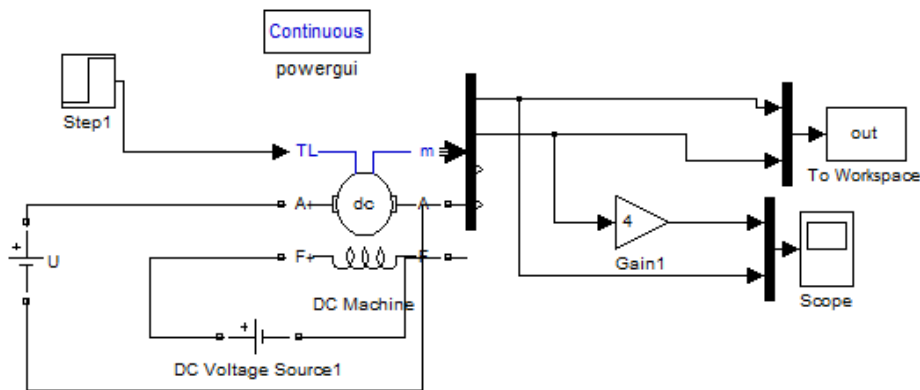 Continuous
powergui
Step1
TL
m
A+
dc
A-
F+
F-
DC Machine
+
U
+
DC Voltage Source1
4
Gain1
out
To Workspace
Scope